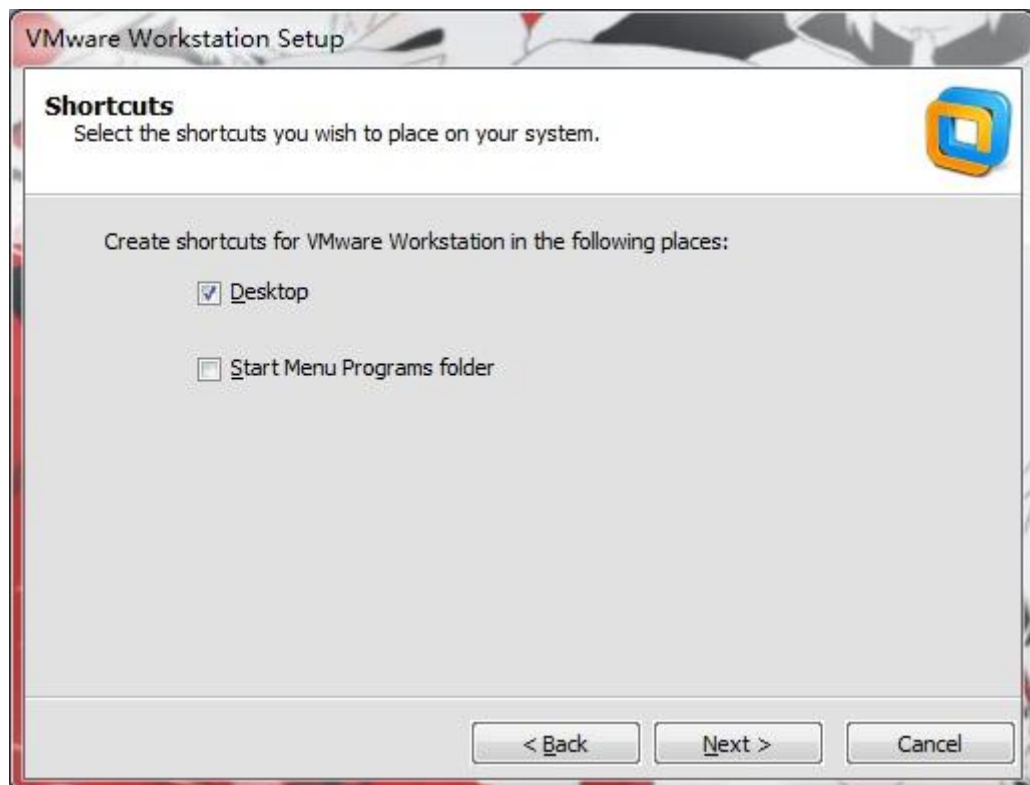 VMware Workstation Setup
Shortcuts
Select the shortcuts you wish to place on your system.
Create shortcuts for VMware Workstation in the following places:
Desktop
Start Menu Programs folder
< Back
Next >
Cancel